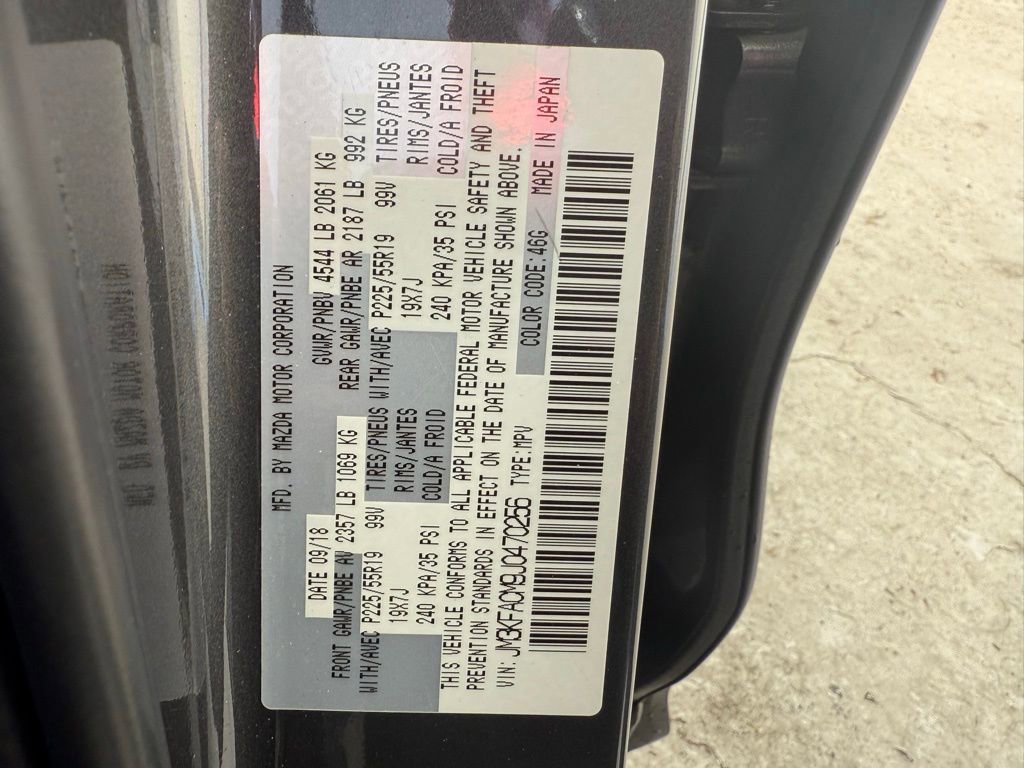 MFD. BY MAZDA MOTOR CORPORATION
DATE 09/18 GVWR/PNBV 4544 LB 2061 KG
FRONT GAWR/PNBE AV 2357 LB 1069 KG REAR GAWR/PNBE AR 2187 LB 992 KG
WITH/AVEC P225/55R19 99V TIRES/PNEUS WITH/AVEC P225/55R19 99V TIRES/PNEUS
19X7J RIMS/JANTES 19X7J RIMS/JANTES
240 KPA/35 PSI COLD/A FROID 240 KPA/35 PSI COLD/A FROID
THIS VEHICLE CONFORMS TO ALL APPLICABLE FEDERAL MOTOR VEHICLE SAFETY AND THEFT
PREVENTION STANDARDS IN EFFECT ON THE DATE OF MANUFACTURE SHOWN ABOVE
VIN: JM3KFACM9J0470256 TYPE:MPV COLOR CODE:46G MADE IN JAPAN